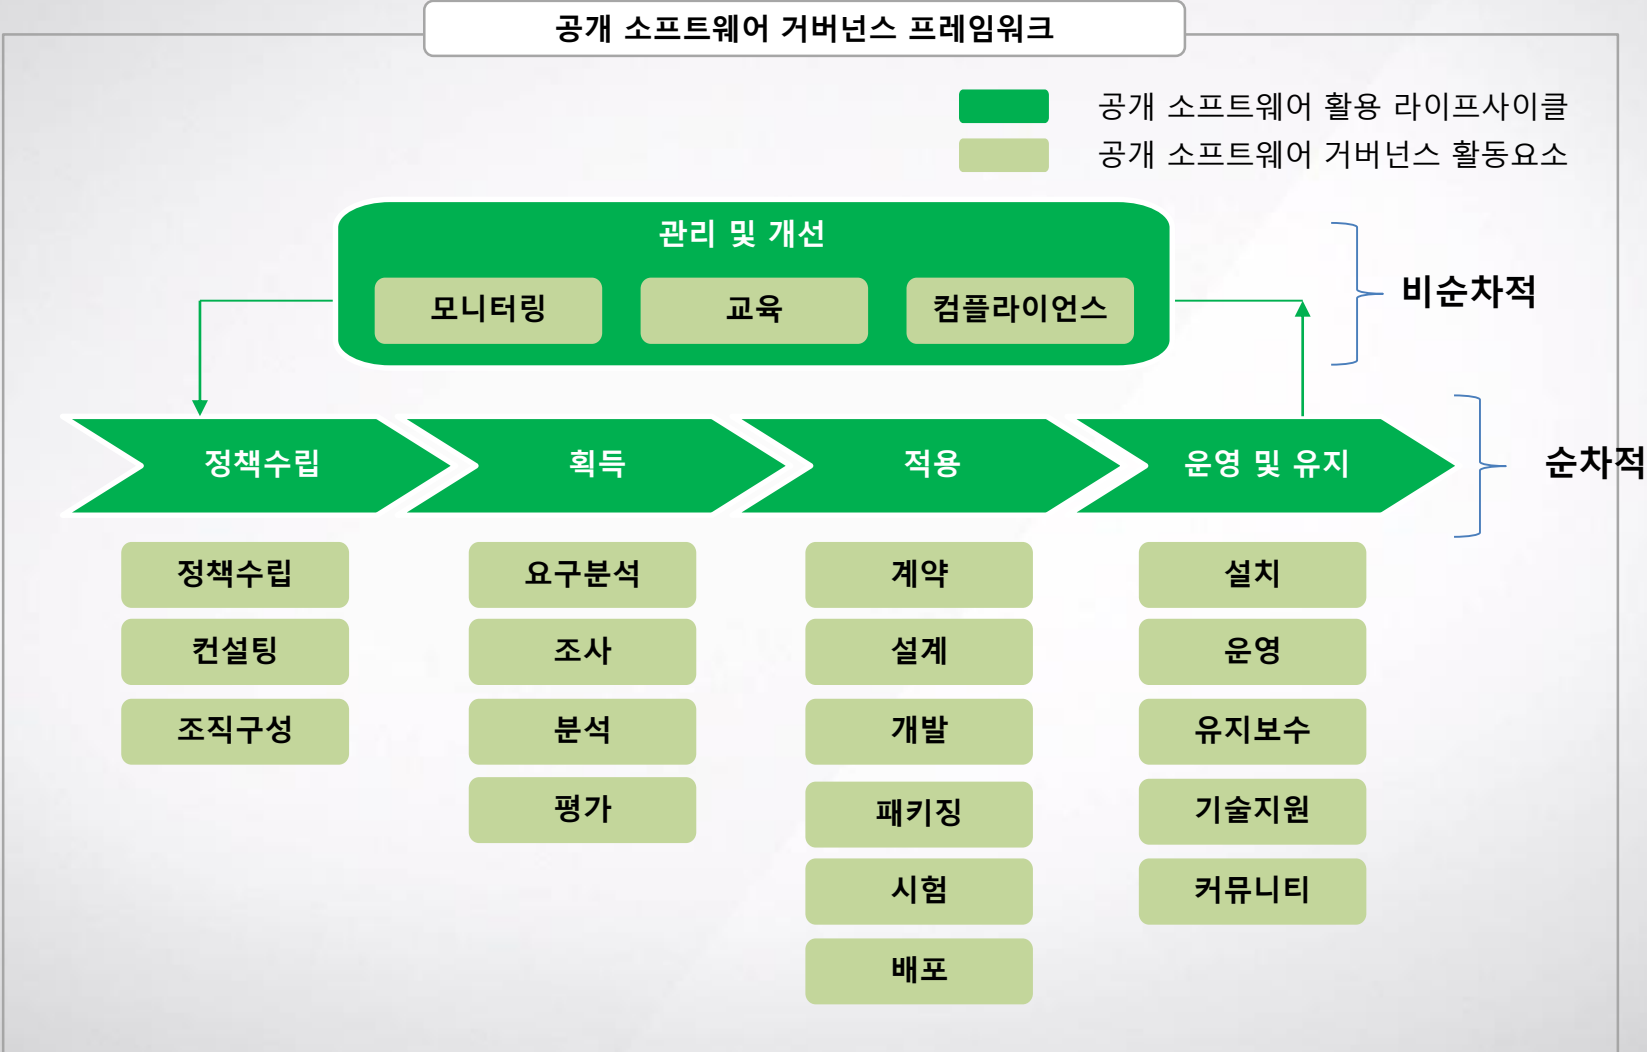 공개 소프트웨어 거버넌스 프레임워크
공개 소프트웨어 활용 라이프사이클
공개 소프트웨어 거버넌스 활동요소
관리 및 개선
모니터링
교육
컴플라이언스
비순차적
정책수립
획득
적용
운영 및 유지
순차적
정책수립
컨설팅
조직구성
요구분석
조사
분석
평가
계약
설계
개발
패키징
시험
배포
설치
운영
유지보수
기술지원
커뮤니티